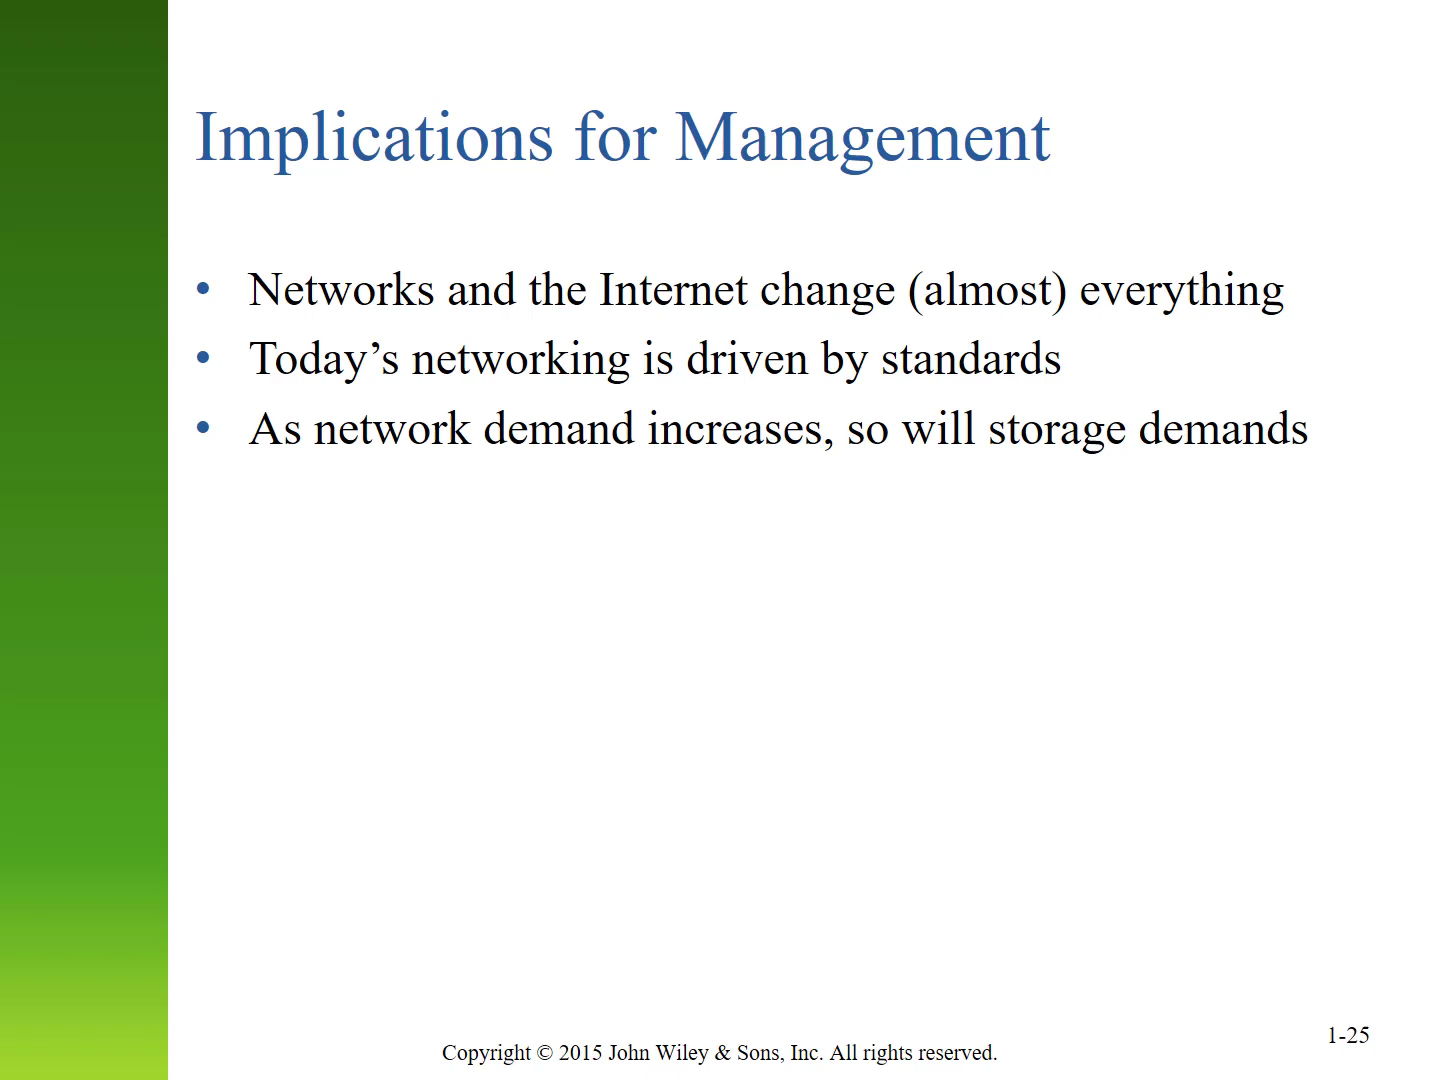 Implications for Management
• Networks and the Internet change (almost) everything
• Today’s networking is driven by standards
• As network demand increases, so will storage demands
1-25
Copyright © 2015 John Wiley & Sons, Inc. All rights reserved.